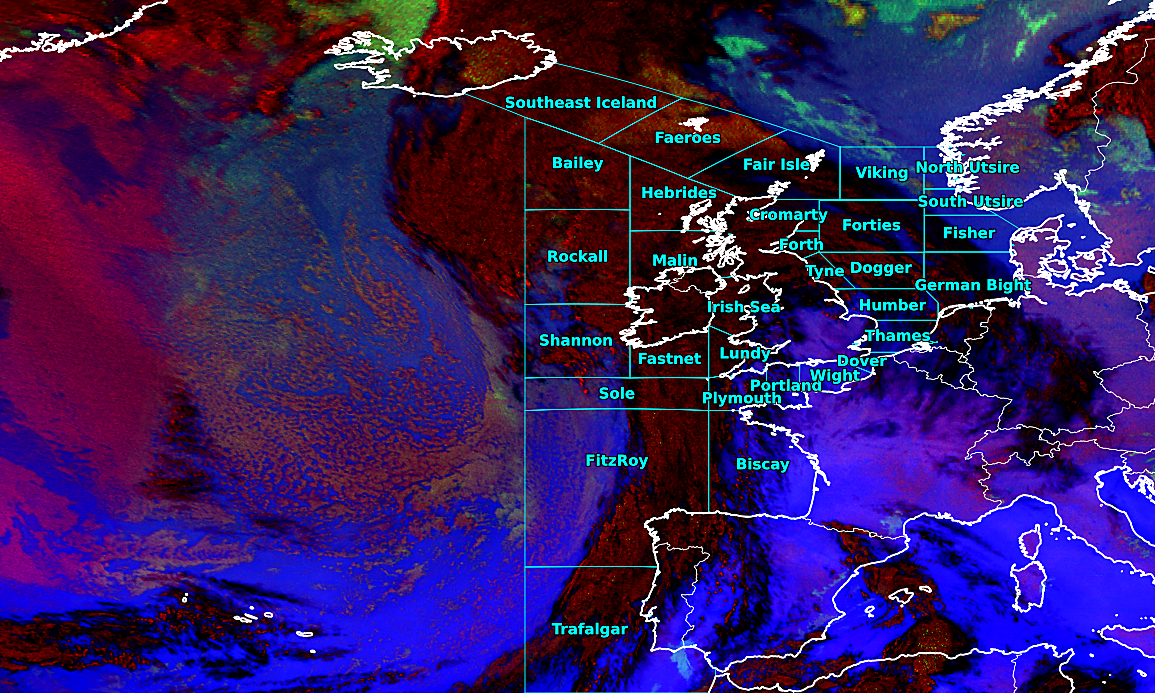 Southeast Iceland
Faeroes
Bailey
Fair Isle
North Utsire
Viking
Hebrides
South Utsire
Cromarty
Forties
Fisher
Forth
Rockall
Malin
Tyne
Dogger
German Bight
Irish Sea
Humber
Thames
Shannon
Fastnet
Lundy
Dover
Wight
Portland
Sole
Plymouth
FitzRoy
Biscay
Trafalgar